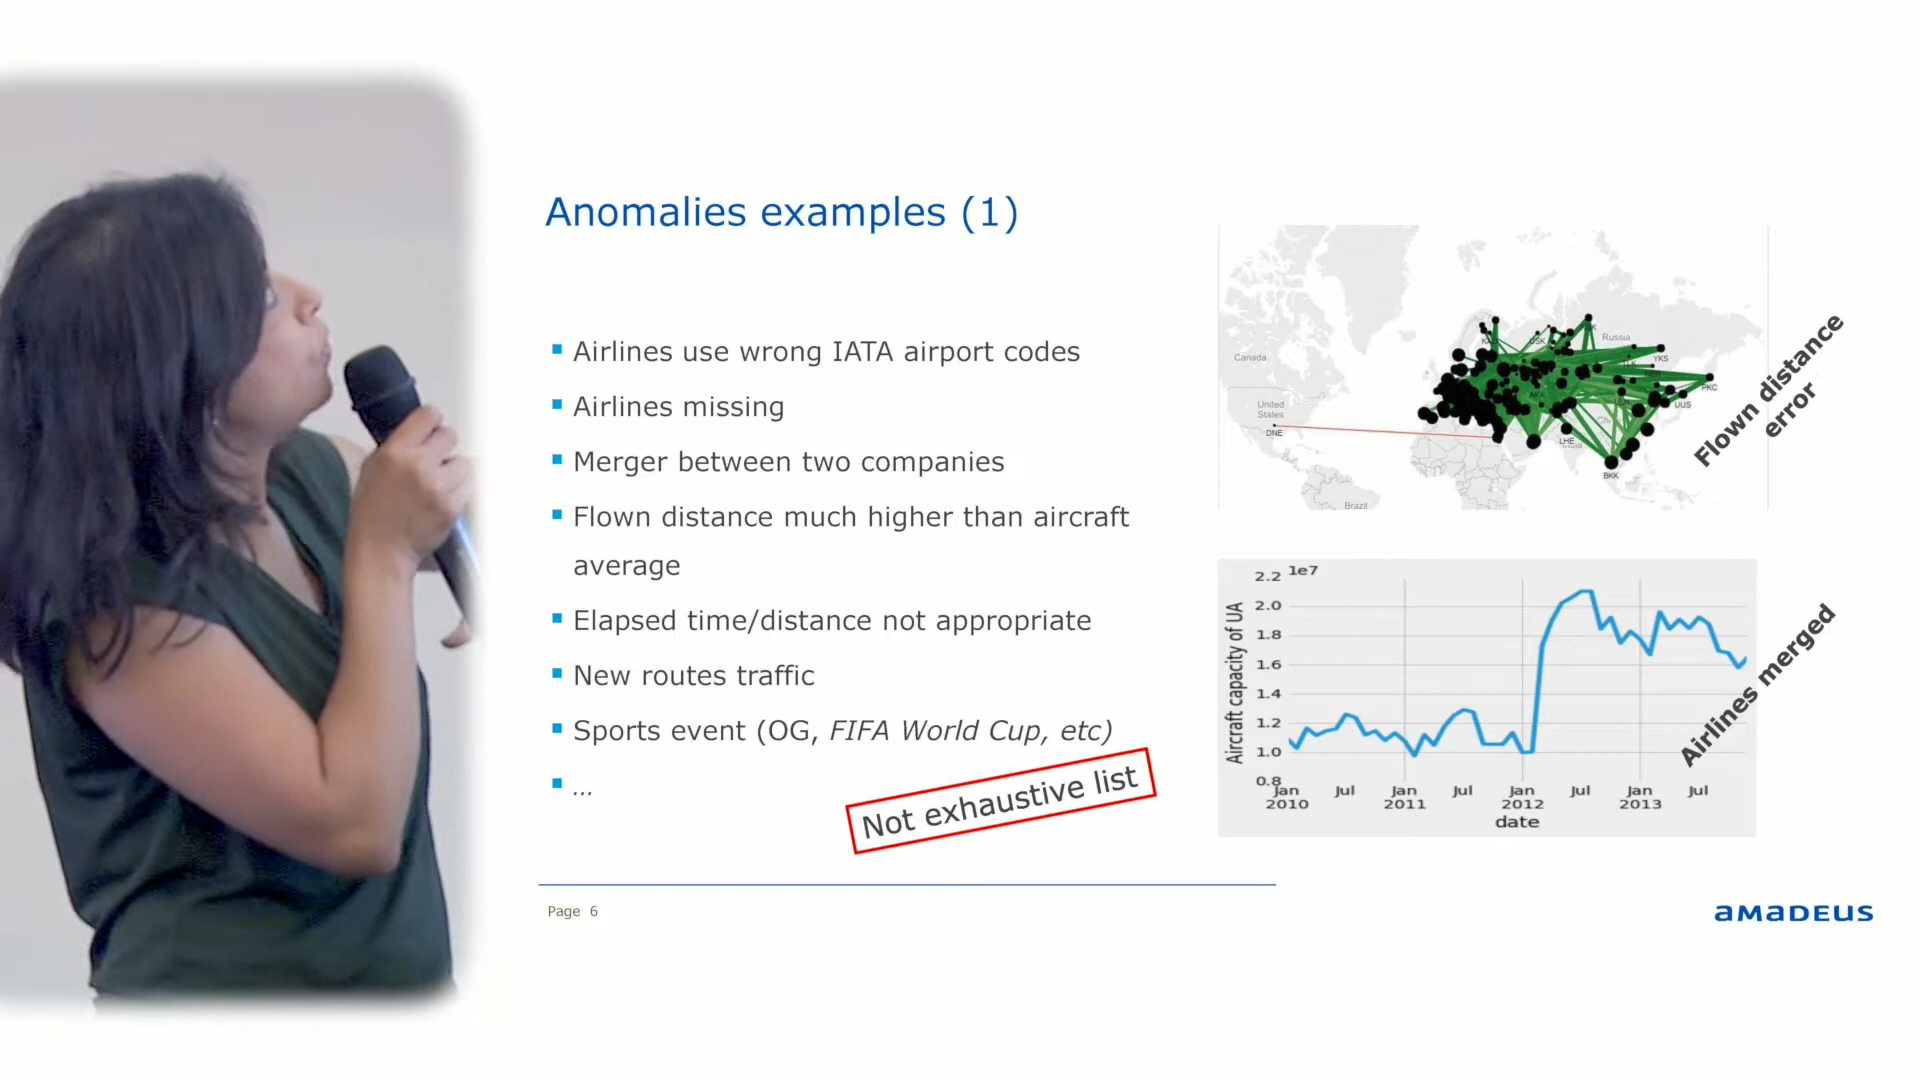 Anomalies examples (1)
Airlines use wrong IATA airport codes
Airlines missing
Merger between two companies
Flown distance much higher than aircraft
average
Elapsed time/distance not appropriate
New routes traffic
Sports event (OG, FIFA World Cup, etc)
...
Not exhaustive list
Canada
United
States
DNE
Brazil
Russia
YKS
PKC
UUS
LHE
BKK
Flown distance
error
1e7
2.2
2.0
1.8
1.6
1.4
1.2
1.0
0.8
Aircraft capacity of UA
Jan Jul Jan Jul Jan Jul Jan Jul
2010 2011 2012 2013
date
Airlines merged
Page 6
amadeus